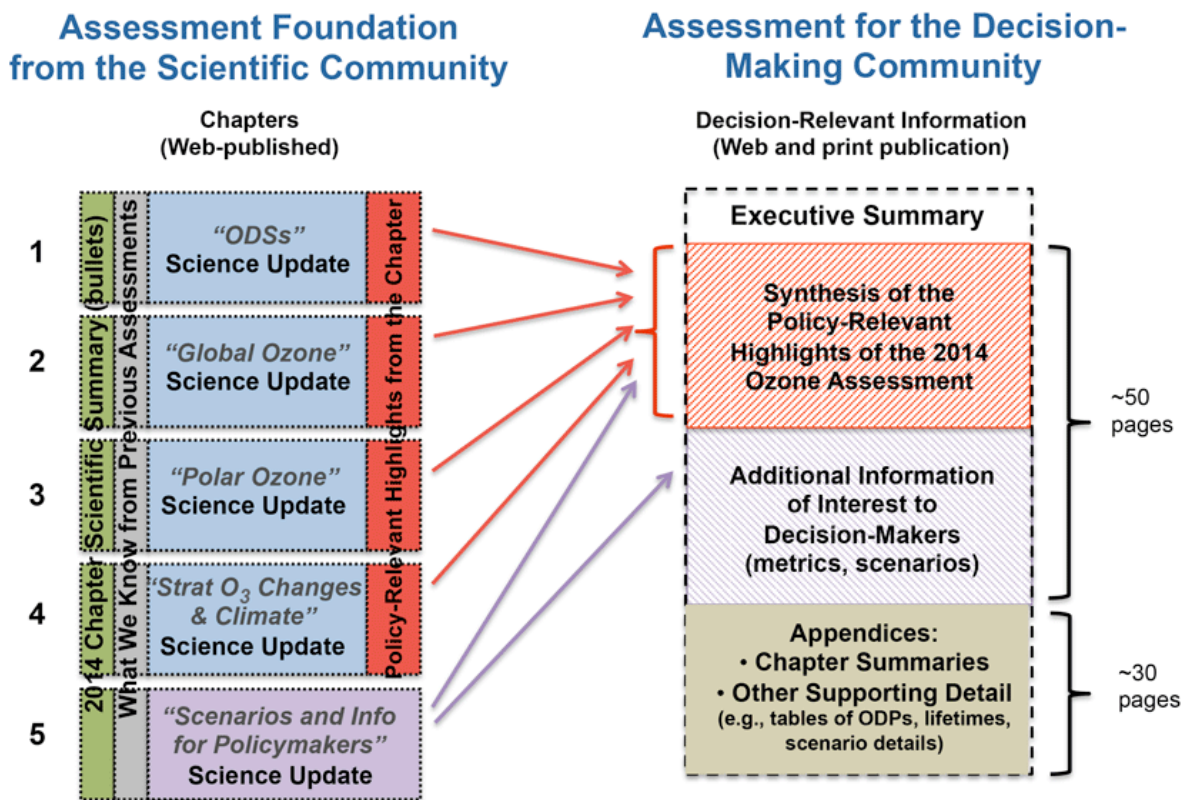 Assessment Foundation
from the Scientific Community
Chapters
(Web-published)
1
2
3
4
5
2014 Chapter Scientific Summary (bullets)
What We Know from Previous Assessments
“ODSs”
Science Update
“Global Ozone”
Science Update
“Polar Ozone”
Science Update
“Strat O₃ Changes
& Climate”
Science Update
“Scenarios and Info
for Policymakers”
Science Update
Policy-Relevant Highlights from the Chapter
Assessment for the Decision-
Making Community
Decision-Relevant Information
(Web and print publication)
Executive Summary
Synthesis of the
Policy-Relevant
Highlights of the 2014
Ozone Assessment
Additional Information
of Interest to
Decision-Makers
(metrics, scenarios)
Appendices:
• Chapter Summaries
• Other Supporting Detail
(e.g., tables of ODPs, lifetimes,
scenario details)
~50
pages
~30
pages